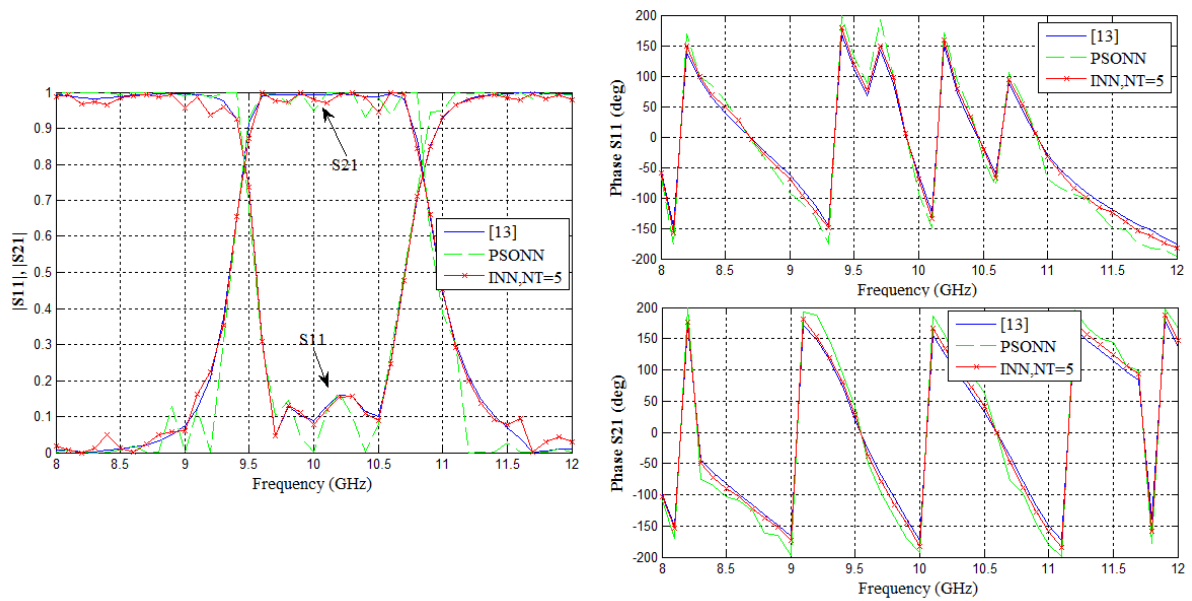 |S11|, |S21|
1
0.9
0.8
0.7
0.6
0.5
0.4
0.3
0.2
0.1
0
8 8.5 9 9.5 10 10.5 11 11.5 12
Frequency (GHz)
S21
S11
[13]
PSONN
INN,NT=5
Phase S11 (deg)
200
150
100
50
0
-50
-100
-150
-200
8 8.5 9 9.5 10 10.5 11 11.5 12
Frequency (GHz)
[13]
PSONN
INN,NT=5
Phase S21 (deg)
200
150
100
50
0
-50
-100
-150
-200
8 8.5 9 9.5 10 10.5 11 11.5 12
Frequency (GHz)
[13]
PSONN
INN,NT=5